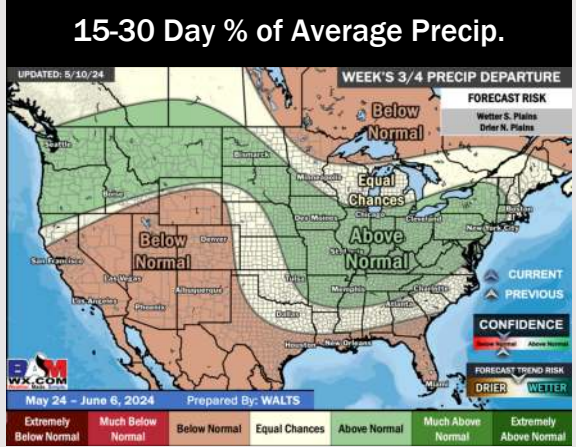 15-30 Day % of Average Precip.
UPDATED: 5/10/24
WEEK'S 3/4 PRECIP DEPARTURE
FORECAST RISK
Wetter S. Plains
Drier N. Plains
Below
Normal
Seattle
Bismarck
Minneapolis
Equal
Chances
Boise
Boston
Des Moines
Chicago
Cleveland
New York City
Below
Normal
Denver
Above
Normal
San Francisco
Las Vegas
CURRENT
Los Angeles
Albuquerque
Tulsa
Memphis
Charlotte
PREVIOUS
Phoenix
Atlanta
Dallas
CONFIDENCE
Below Normal
Above Normal
Houston
New Orleans
BAM
WX.COM
FORECAST TREND RISK
Miami
DRIER
WETTER
May 24 – June 6, 2024
Prepared By: WALTS
Extremely
Below Normal
Much Below
Normal
Below Normal
Equal Chances
Above Normal
Much Above
Normal
Extremely
Above Normal